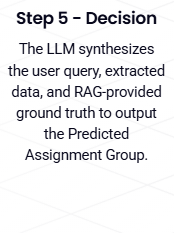 Step 5 - Decision
The LLM synthesizes
the user query, extracted
data, and RAG-provided
ground truth to output
the Predicted
Assignment Group.